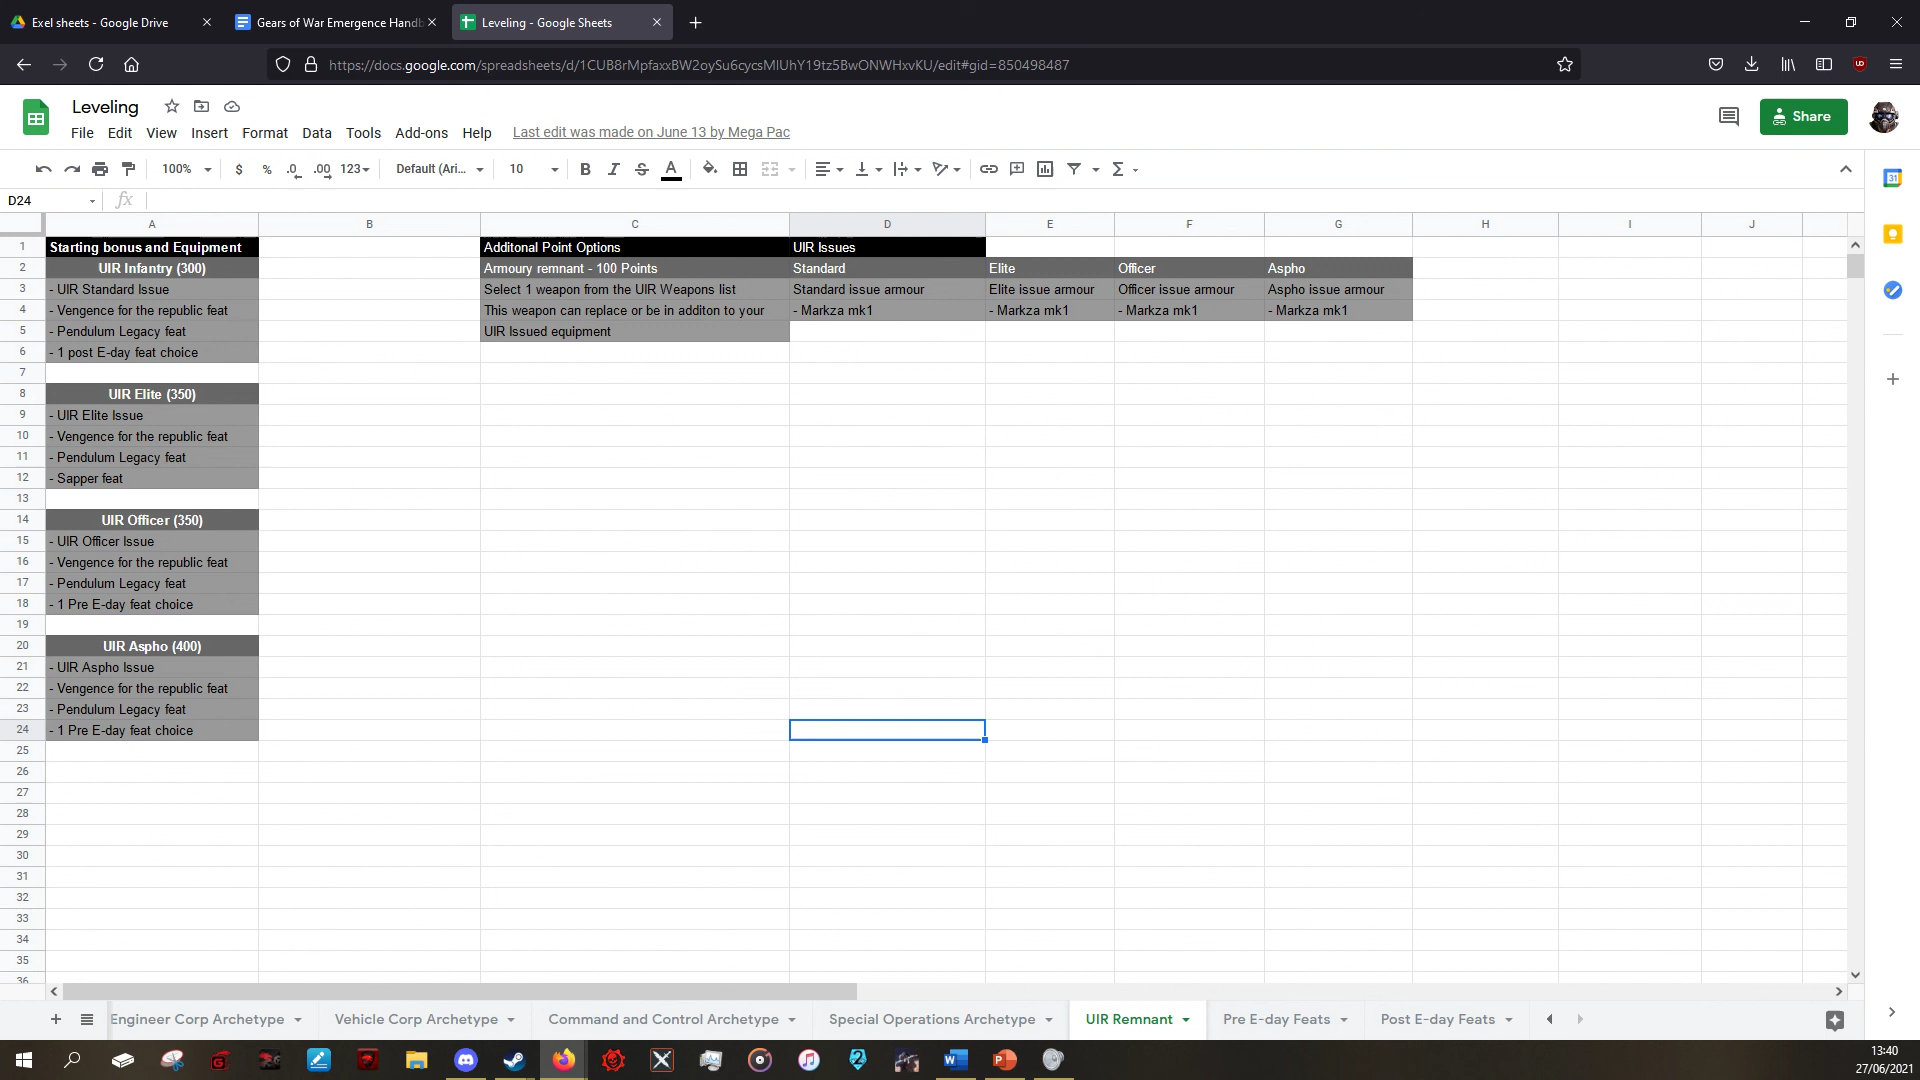 Exel sheets - Google Drive
Gears of War Emergence Handb
Leveling - Google Sheets
https://docs.google.com/spreadsheets/d/1CUB8rMpfaxxBW2oySu6cycsMlUhY19tz5BwONWHxvKU/edit#gid=850498487
Leveling
File Edit View Insert Format Data Tools Add-ons Help Last edit was made on June 13 by Mega Pac
Share
100% $ % .0 .00 123 Default (Ari... 10 B I S A
31
D24 fx
A B C D E F G H I J
1 Starting bonus and Equipment Additonal Point Options UIR Issues
2 UIR Infantry (300) Armoury remnant - 100 Points Standard Elite Officer Aspho
3 - UIR Standard Issue Select 1 weapon from the UIR Weapons list Standard issue armour Elite issue armour Officer issue armour Aspho issue armour
4 - Vengence for the republic feat This weapon can replace or be in additon to your - Markza mk1 - Markza mk1 - Markza mk1 - Markza mk1
5 - Pendulum Legacy feat UIR Issued equipment
6 - 1 post E-day feat choice
7
8 UIR Elite (350)
9 - UIR Elite Issue
10 - Vengence for the republic feat
11 - Pendulum Legacy feat
12 - Sapper feat
13
14 UIR Officer (350)
15 - UIR Officer Issue
16 - Vengence for the republic feat
17 - Pendulum Legacy feat
18 - 1 Pre E-day feat choice
19
20 UIR Aspho (400)
21 - UIR Aspho Issue
22 - Vengence for the republic feat
23 - Pendulum Legacy feat
24 - 1 Pre E-day feat choice
25
26
27
28
29
30
31
32
33
34
35
36
Engineer Corp Archetype Vehicle Corp Archetype Command and Control Archetype Special Operations Archetype UIR Remnant Pre E-day Feats Post E-day Feats
13:40
27/06/2021